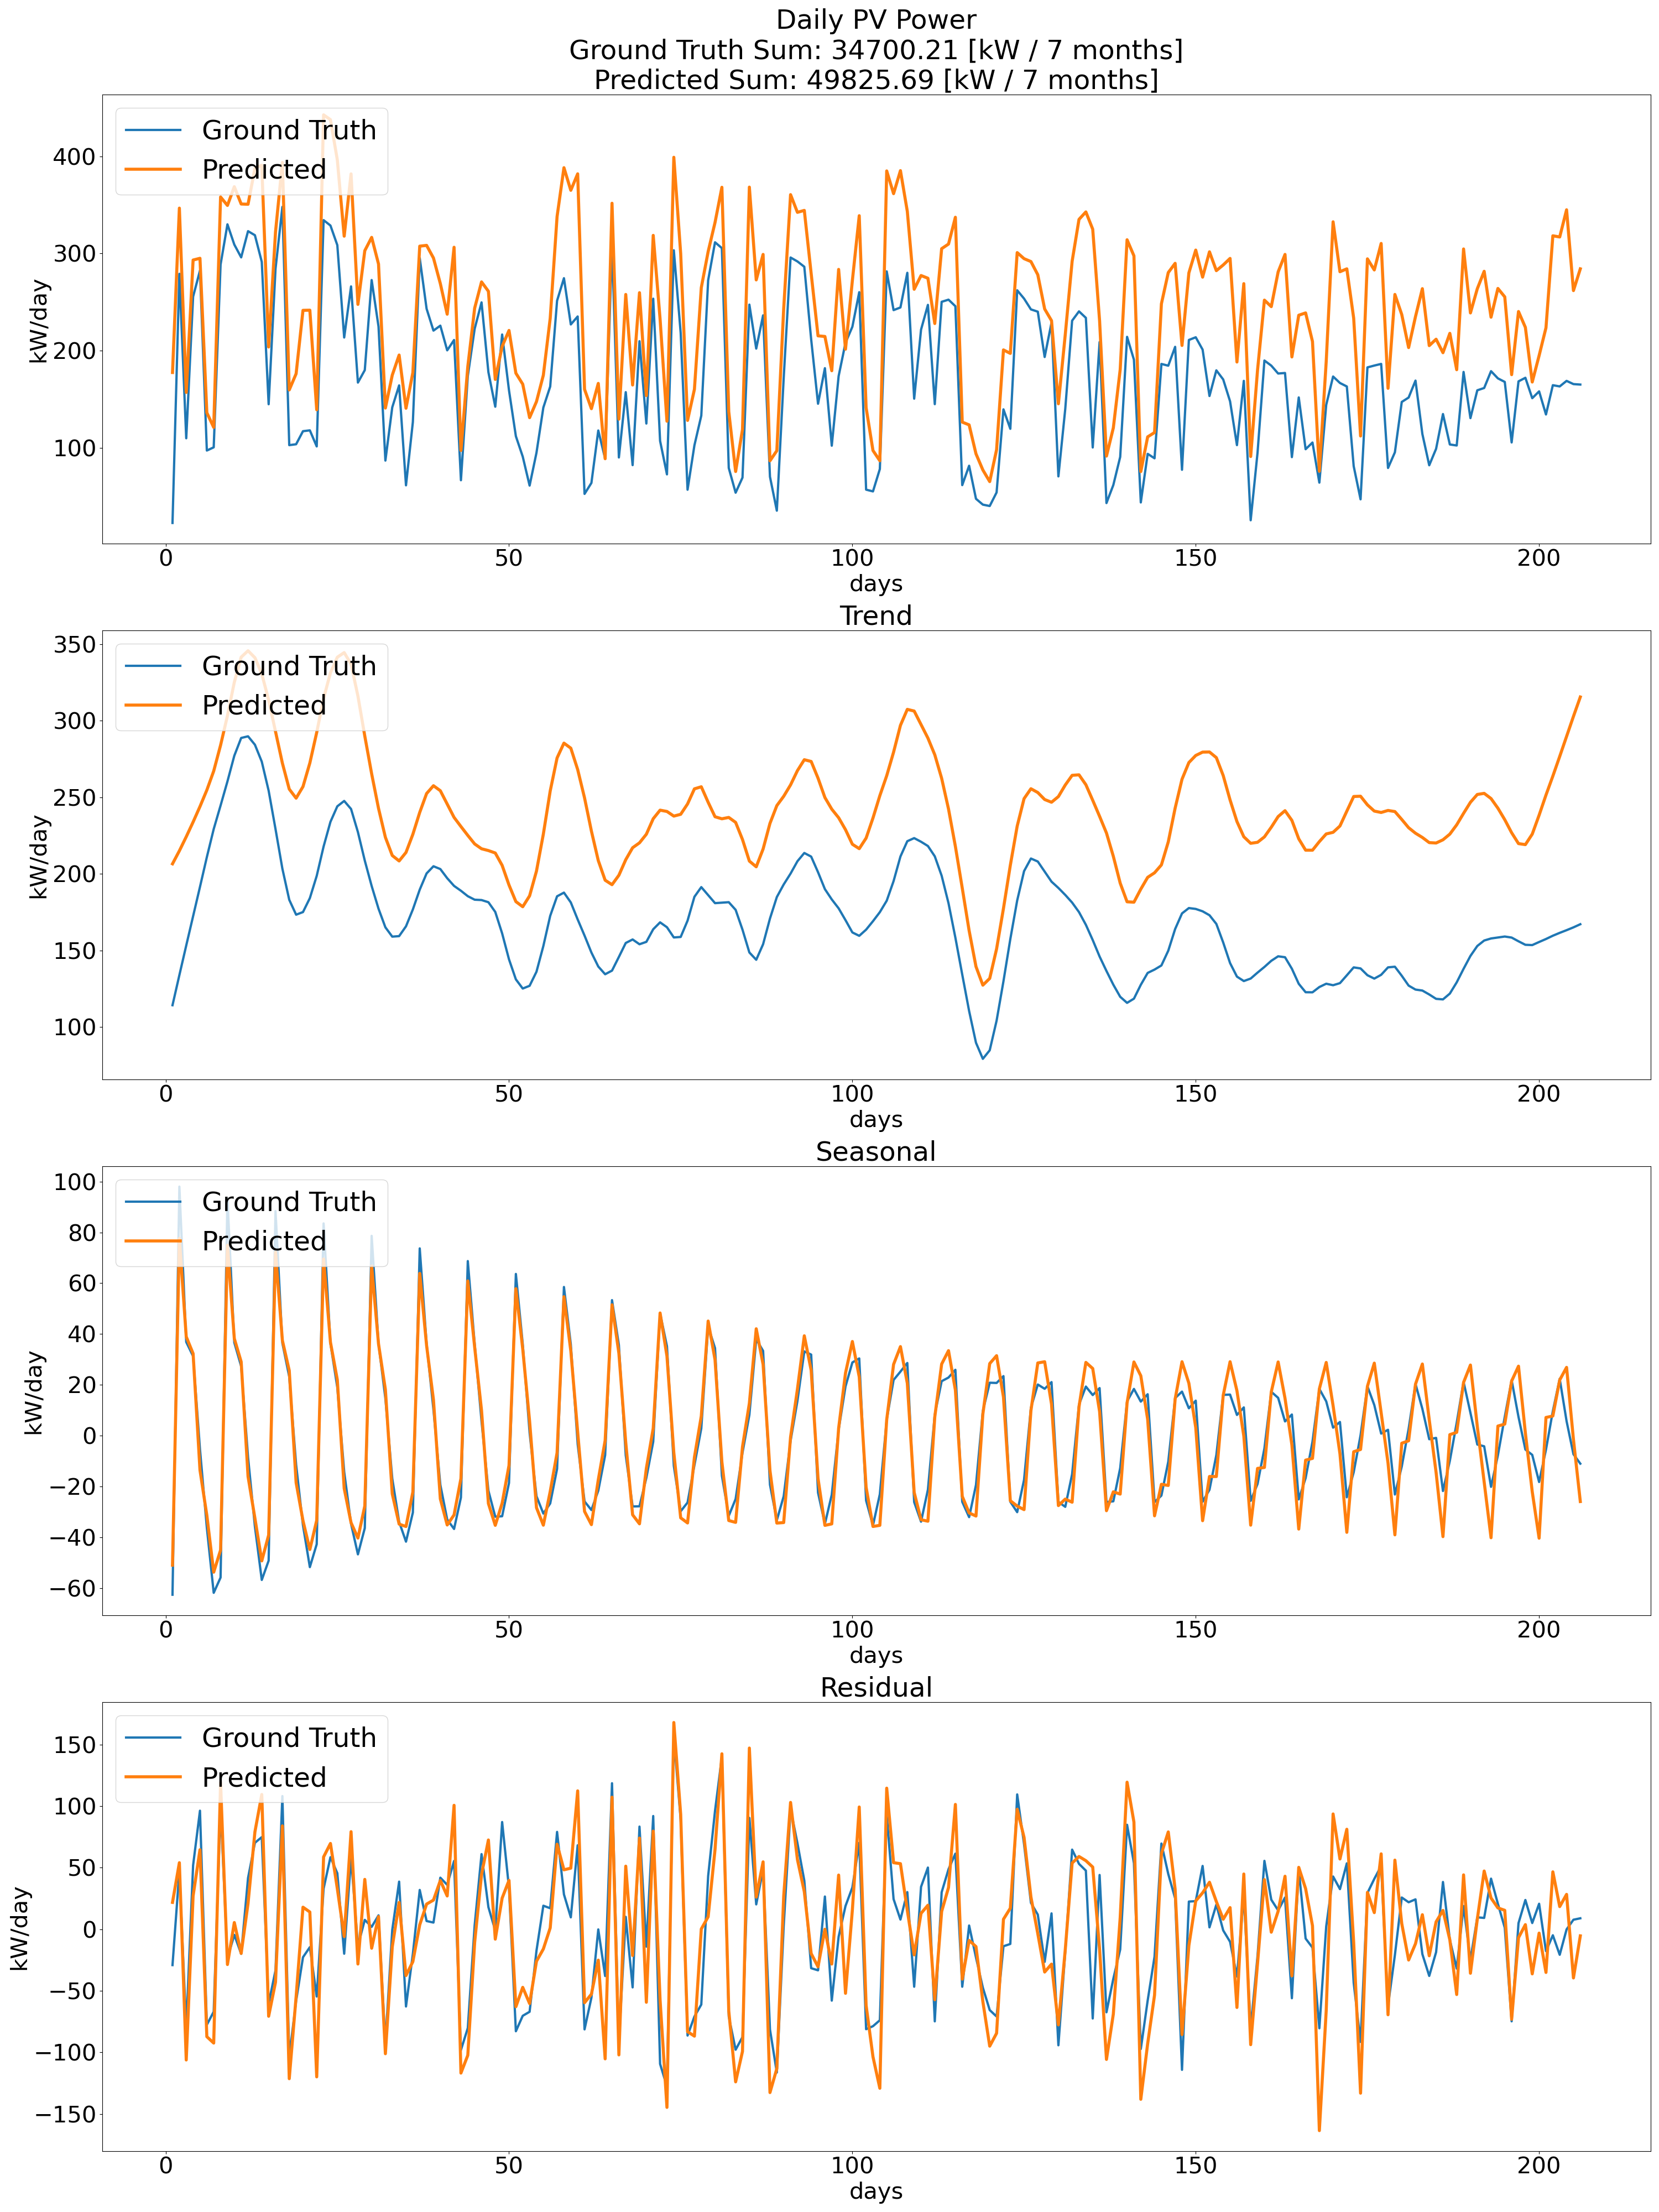 Daily PV Power
Ground Truth Sum: 34700.21 [kW / 7 months]
Predicted Sum: 49825.69 [kW / 7 months]
Ground Truth
Predicted
400
300
200
100
kW/day
0 50 100 150 200
days
Trend
Ground Truth
Predicted
350
300
250
200
150
100
kW/day
0 50 100 150 200
days
Seasonal
Ground Truth
Predicted
100
80
60
40
20
0
−20
−40
−60
kW/day
0 50 100 150 200
days
Residual
Ground Truth
Predicted
150
100
50
0
−50
−100
−150
kW/day
0 50 100 150 200
days